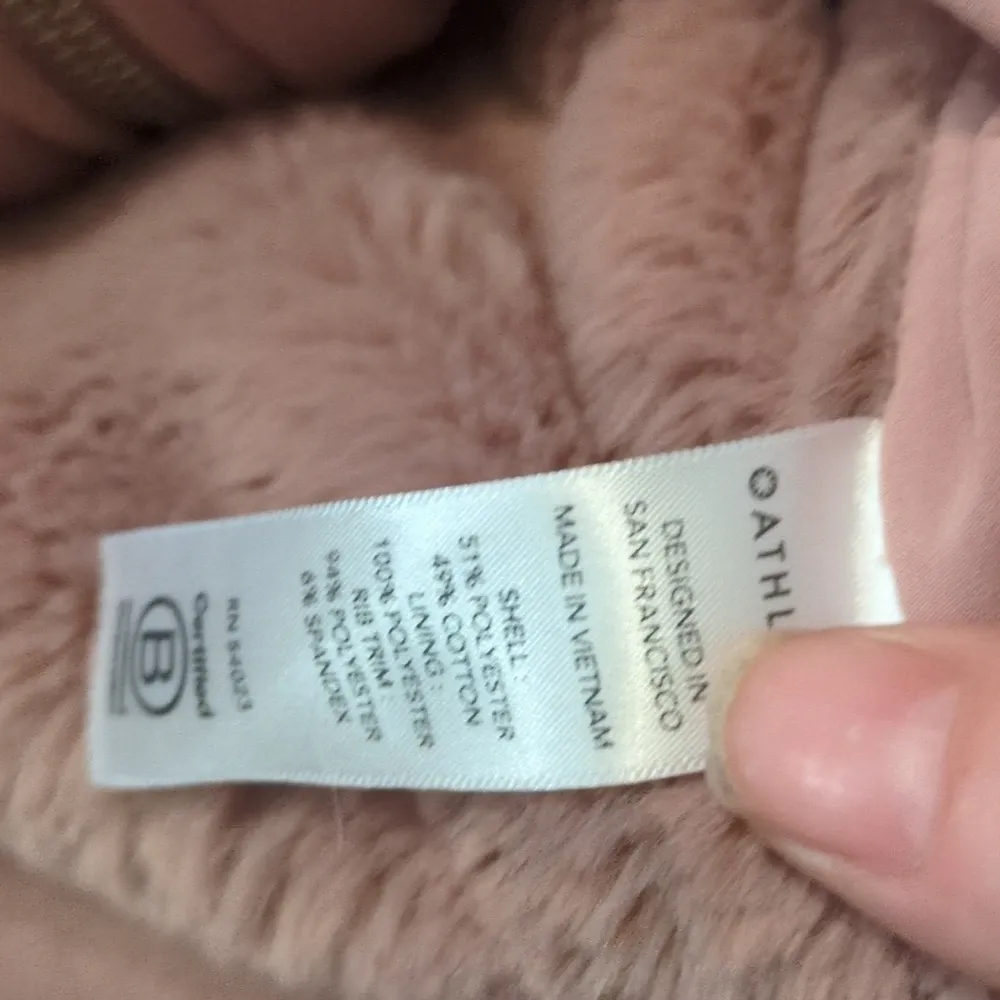 ATHL
DESIGNED IN
SAN FRANCISCO
MADE IN VIETNAM
SHELL :
51% POLYESTER
49% COTTON
LINING :
100% POLYESTER
RIB TRIM :
94% POLYESTER
6% SPANDEX
RN 54023
Certified
B